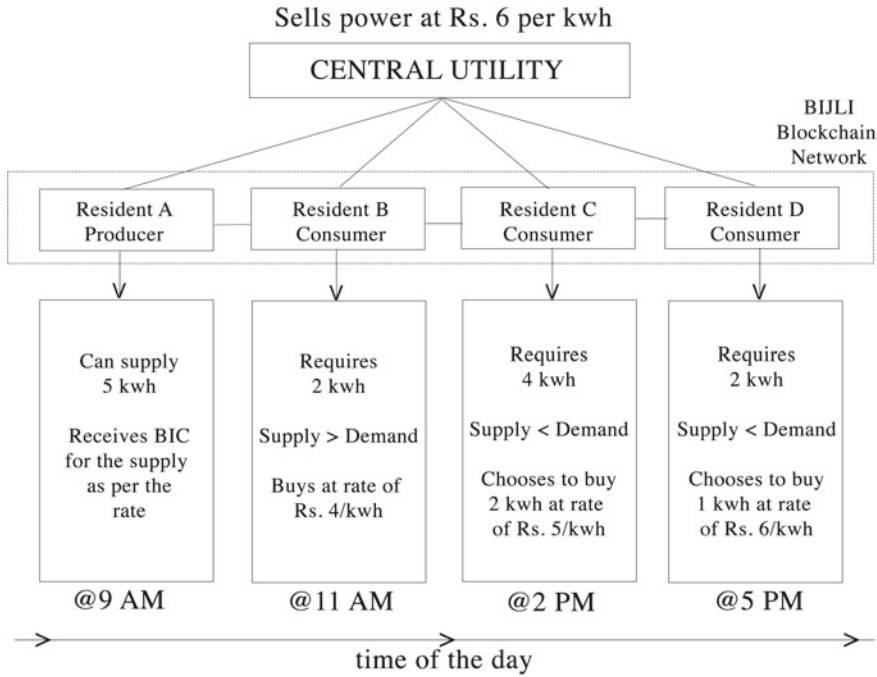 Sells power at Rs. 6 per kwh
CENTRAL UTILITY
BIJLI
Blockchain
Network
Resident A
Producer
Resident B
Consumer
Resident C
Consumer
Resident D
Consumer
Can supply
5 kwh
Receives BIC
for the supply
as per the
rate
Requires
2 kwh
Supply > Demand
Buys at rate of
Rs. 4/kwh
Requires
4 kwh
Supply < Demand
Chooses to buy
2 kwh at rate
of Rs. 5/kwh
Requires
2 kwh
Supply < Demand
Chooses to buy
1 kwh at rate
of Rs. 6/kwh
@9 AM
@11 AM
@2 PM
@5 PM
time of the day